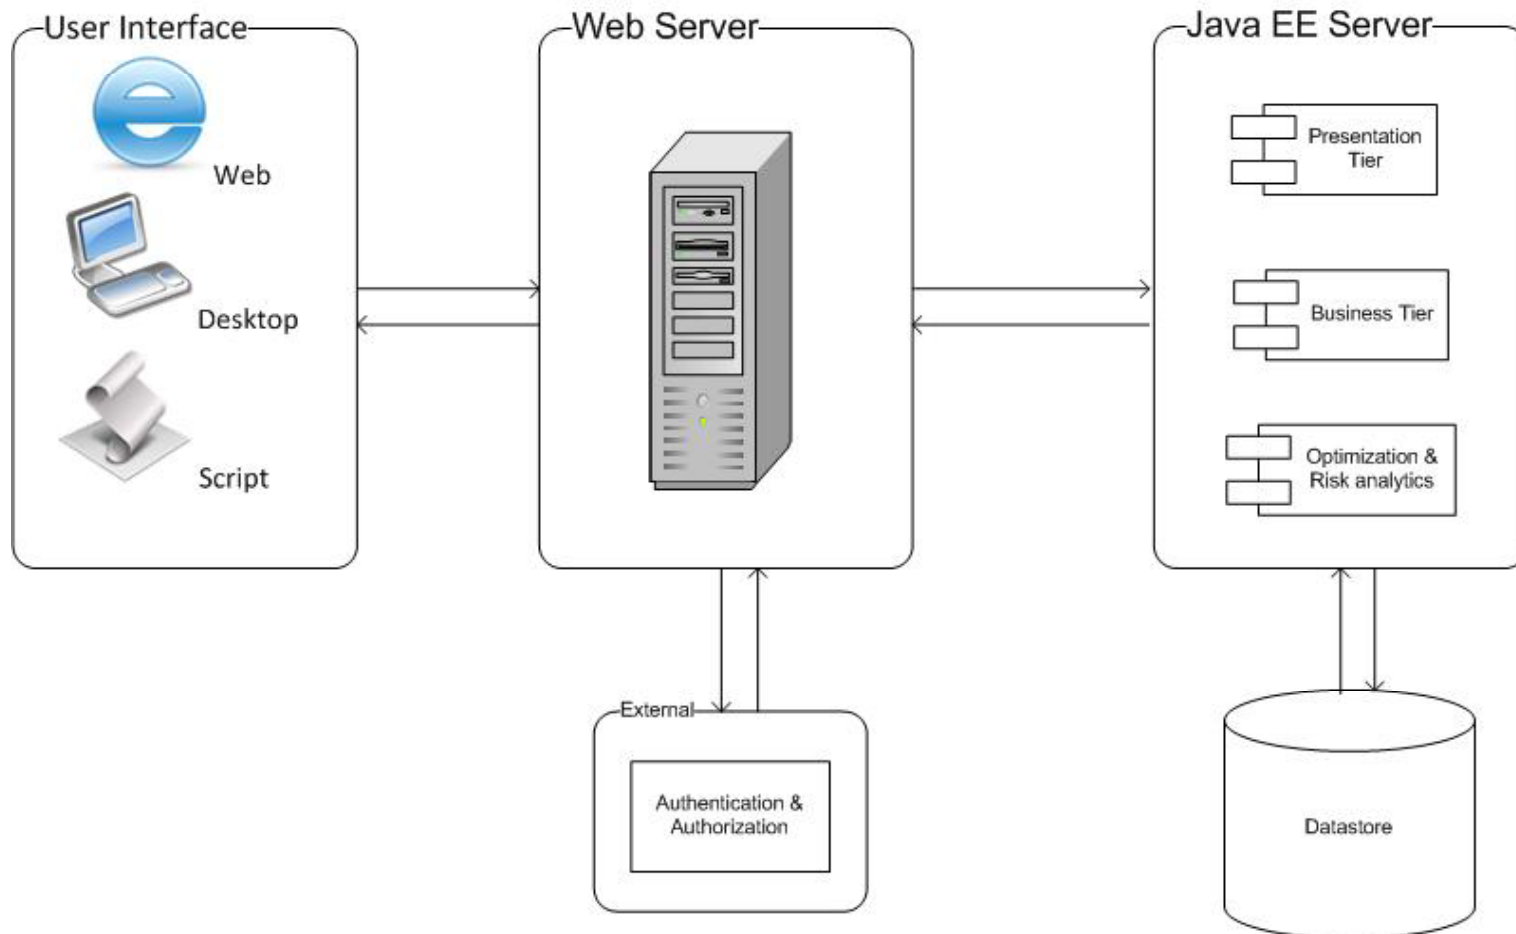 User Interface
Web
Desktop
Script
Web Server
Java EE Server
Presentation
Tier
Business Tier
Optimization &
Risk analytics
External
Authentication &
Authorization
Datastore